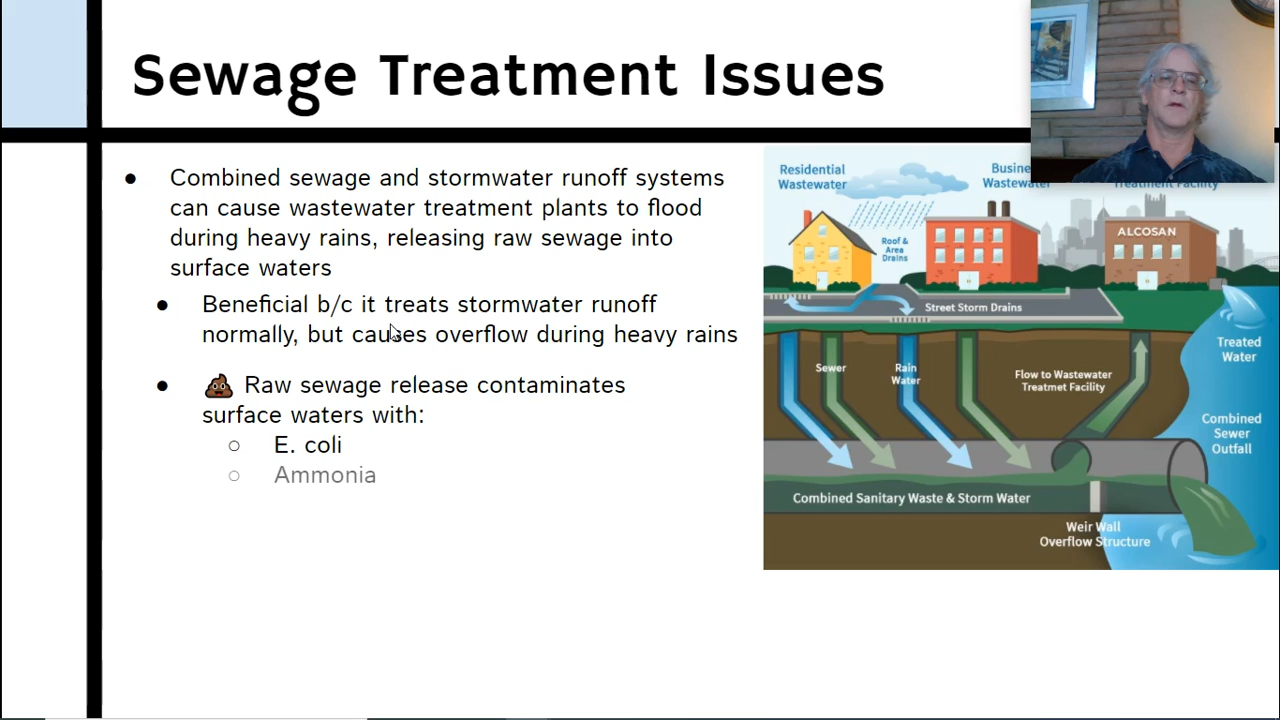 Sewage Treatment Issues
● Combined sewage and stormwater runoff systems
can cause wastewater treatment plants to flood
during heavy rains, releasing raw sewage into
surface waters
● Beneficial b/c it treats stormwater runoff
normally, but causes overflow during heavy rains
● 💩 Raw sewage release contaminates
surface waters with:
○ E. coli
○ Ammonia
Residential
Wastewater
Wastewater
Treatment Facility
Roof &
Area
Drains
ALCOSAN
Street Storm Drains
Treated
Water
Sewer
Rain
Water
Flow to Wastewater
Treatmet Facility
Combined
Sewer
Outfall
Combined Sanitary Waste & Storm Water
Weir Wall
Overflow Structure